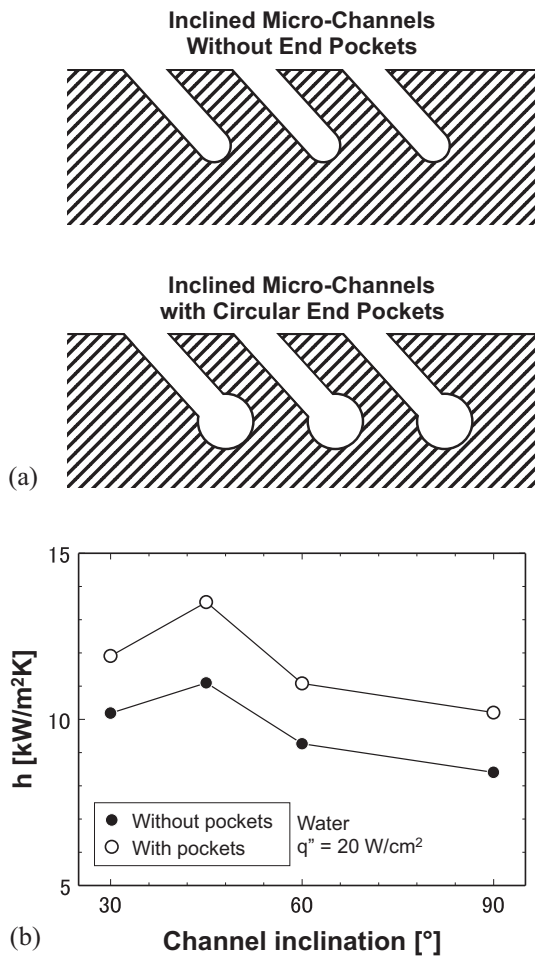 Inclined Micro-Channels
Without End Pockets
Inclined Micro-Channels
with Circular End Pockets
(a)
15
10
5
h [kW/m²K]
Without pockets
With pockets
Water
q” = 20 W/cm²
30
60
90
Channel inclination [°]
(b)